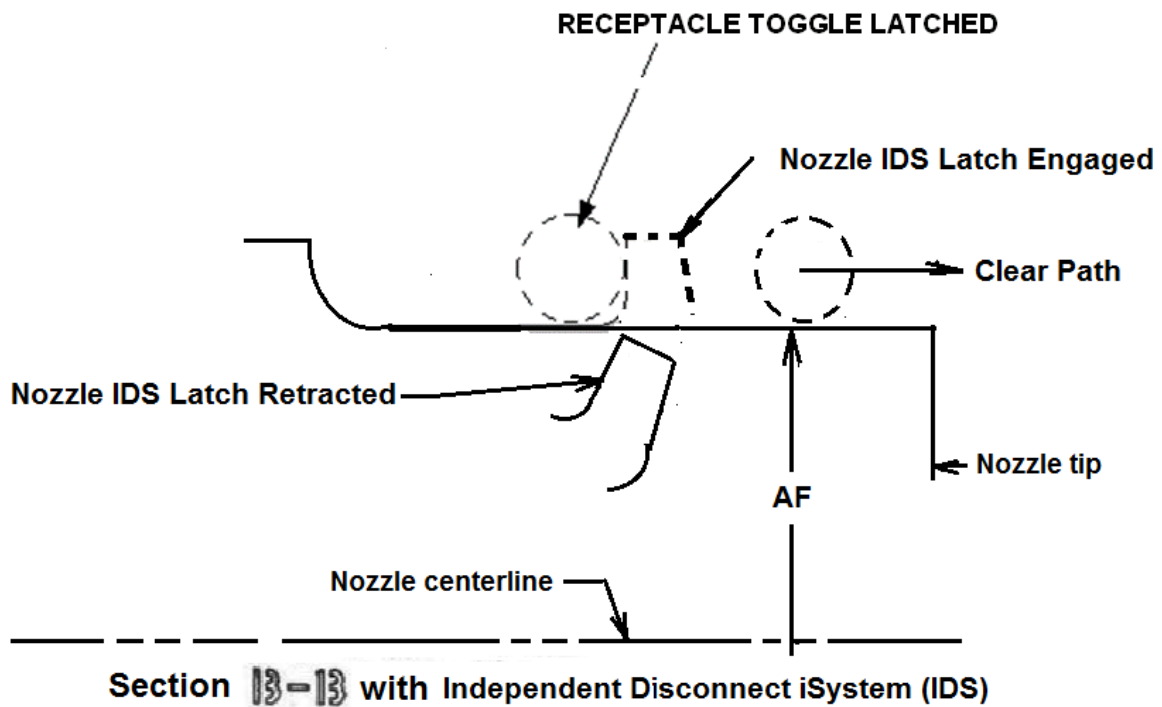 RECEPTACLE TOGGLE LATCHED
Nozzle IDS Latch Engaged
Clear Path
Nozzle IDS Latch Retracted
Nozzle tip
AF
Nozzle centerline
Section B-B with Independent Disconnect iSystem (IDS)